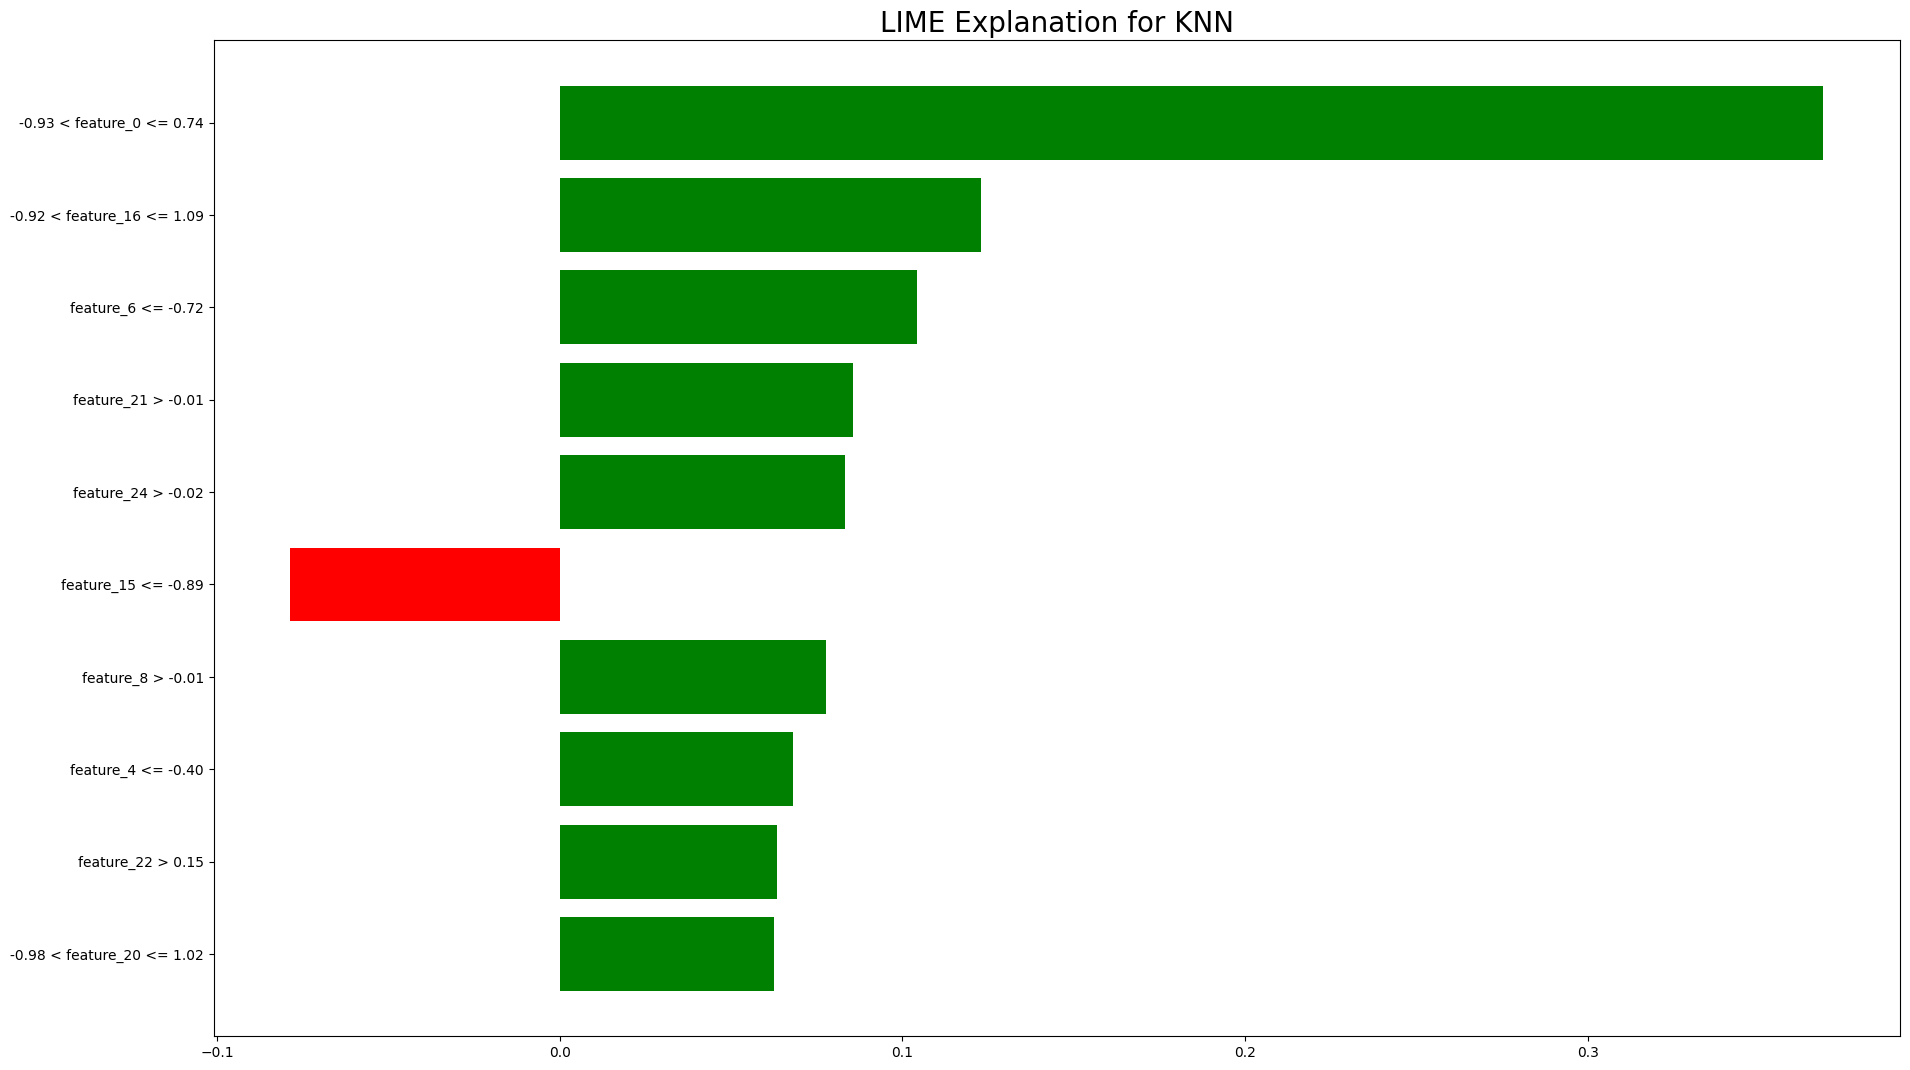 LIME Explanation for KNN
-0.93 < feature_0 <= 0.74
-0.92 < feature_16 <= 1.09
feature_6 <= -0.72
feature_21 > -0.01
feature_24 > -0.02
feature_15 <= -0.89
feature_8 > -0.01
feature_4 <= -0.40
feature_22 > 0.15
-0.98 < feature_20 <= 1.02
−0.1 0.0 0.1 0.2 0.3